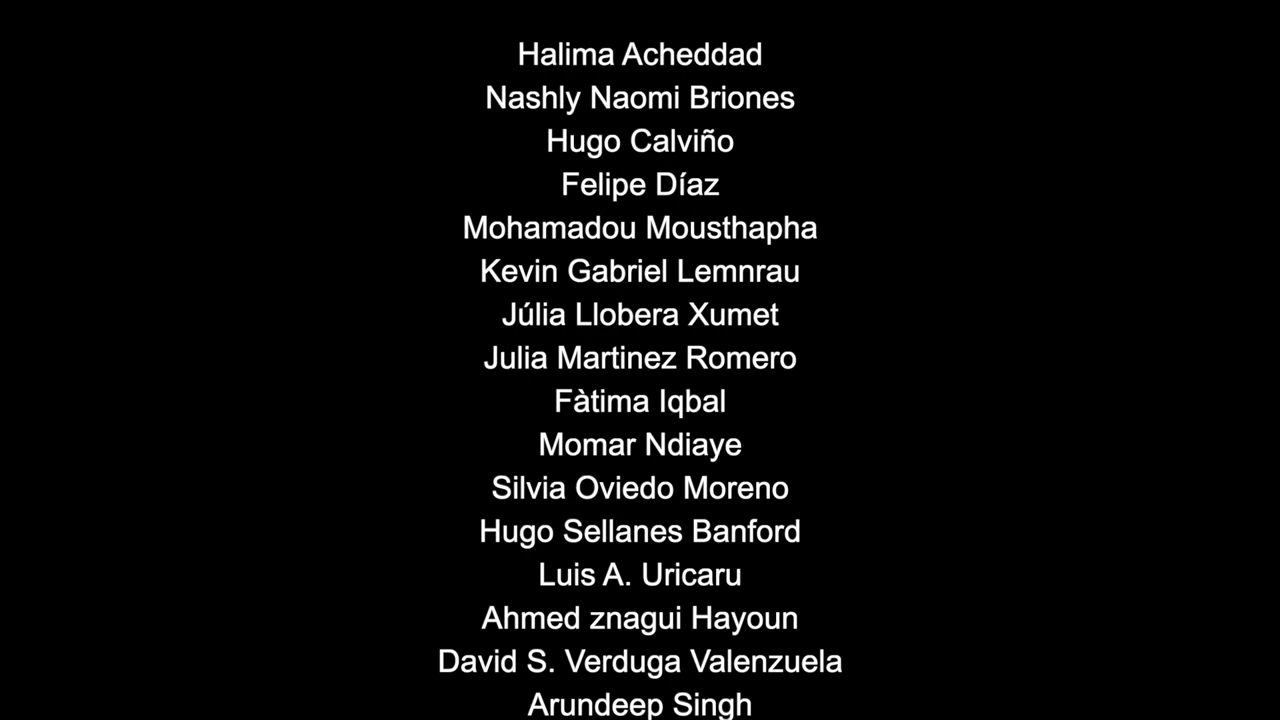 Halima Acheddad
Nashly Naomi Briones
Hugo Calviño
Felipe Díaz
Mohamadou Mousthapha
Kevin Gabriel Lemnrau
Júlia Llobera Xumet
Julia Martinez Romero
Fàtima Iqbal
Momar Ndiaye
Silvia Oviedo Moreno
Hugo Sellanes Banford
Luis A. Uricaru
Ahmed znagui Hayoun
David S. Verduga Valenzuela
Arundeep Singh